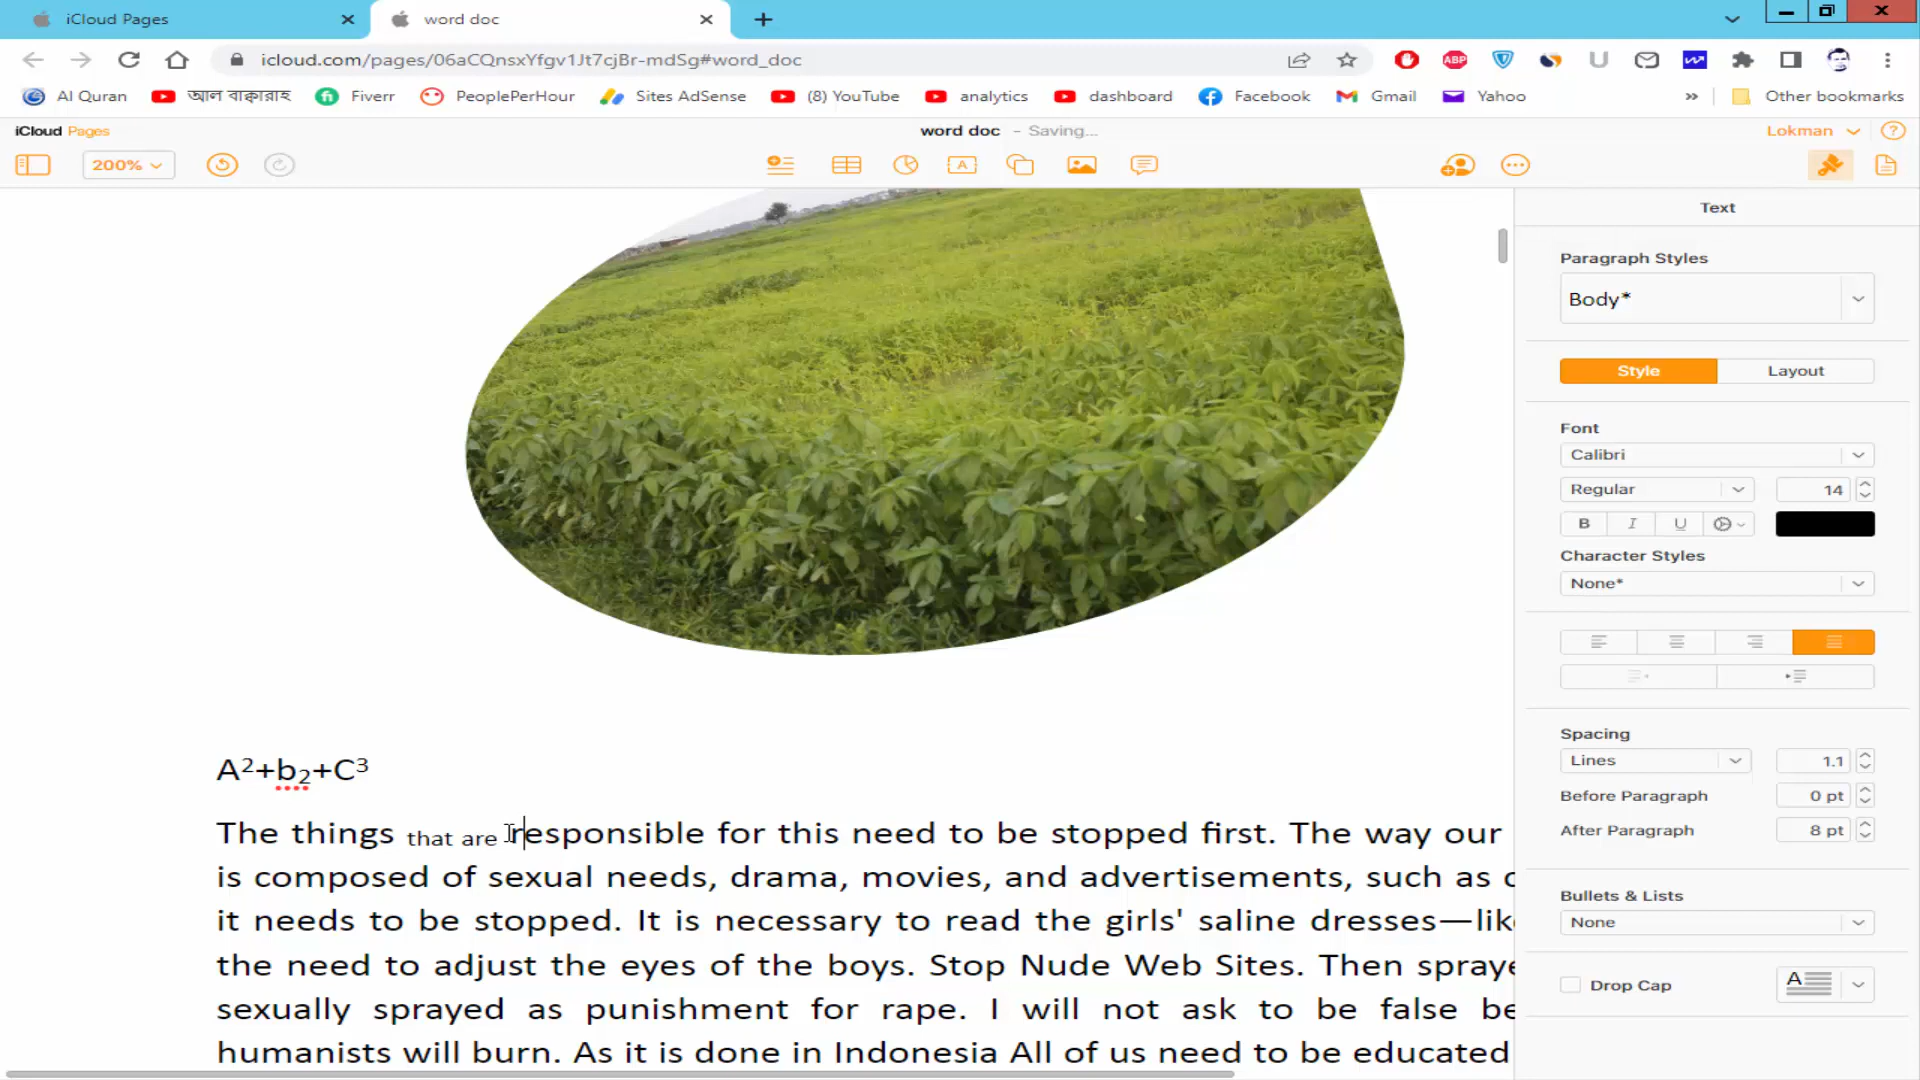 iCloud Pages
word doc
icloud.com/pages/06aCQnsxYfgv1Jt7cjBr-mdSg#word_doc
ABP
Al Quran
আল বাক্বারাহ
Fiverr
PeoplePerHour
Sites AdSense
(8) YouTube
analytics
dashboard
Facebook
Gmail
Yahoo
»
Other bookmarks
iCloud Pages
word doc - Saving...
Lokman
200%
Text
Paragraph Styles
Body*
Style
Layout
Font
Calibri
Regular
14
B I U
Character Styles
None*
Spacing
Lines
1.1
Before Paragraph
0 pt
After Paragraph
8 pt
Bullets & Lists
None
Drop Cap
A
A²+b₂+C³
The things that are responsible for this need to be stopped first. The way our
is composed of sexual needs, drama, movies, and advertisements, such as
it needs to be stopped. It is necessary to read the girls' saline dresses—lik
the need to adjust the eyes of the boys. Stop Nude Web Sites. Then spraye
sexually sprayed as punishment for rape. I will not ask to be false be
humanists will burn. As it is done in Indonesia All of us need to be educated